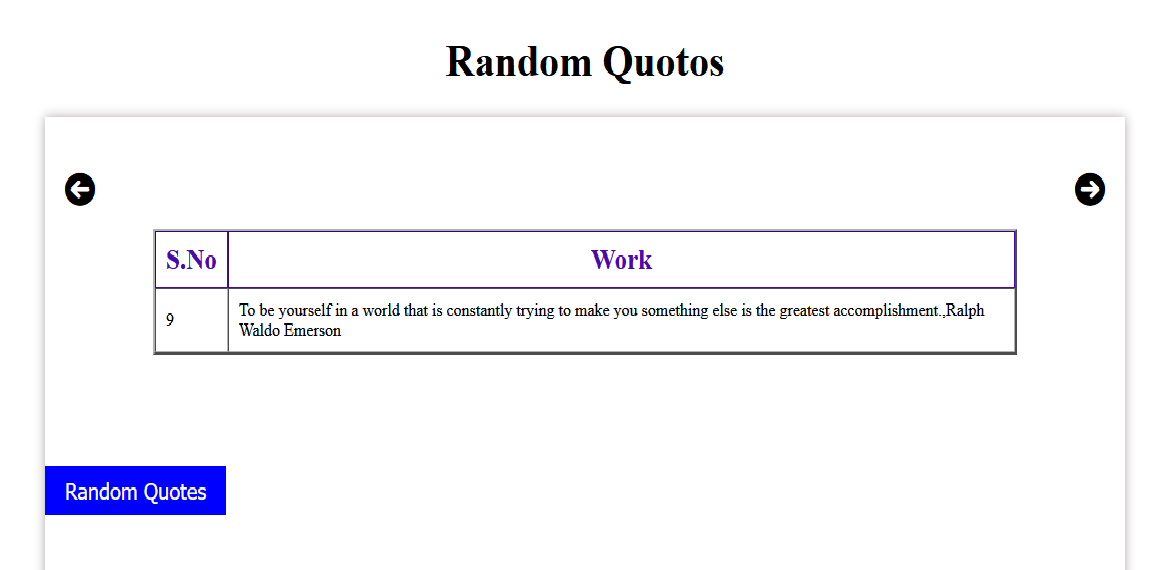 Random Quotos
S.No
Work
9
To be yourself in a world that is constantly trying to make you something else is the greatest accomplishment.,Ralph
Waldo Emerson
Random Quotes